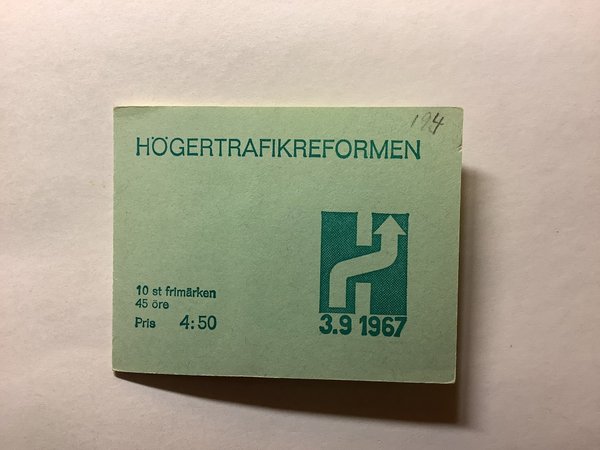 194
HÖGERTRAFIKREFORMEN
10 st frimärken
45 öre
Pris 4:50
3.9 1967